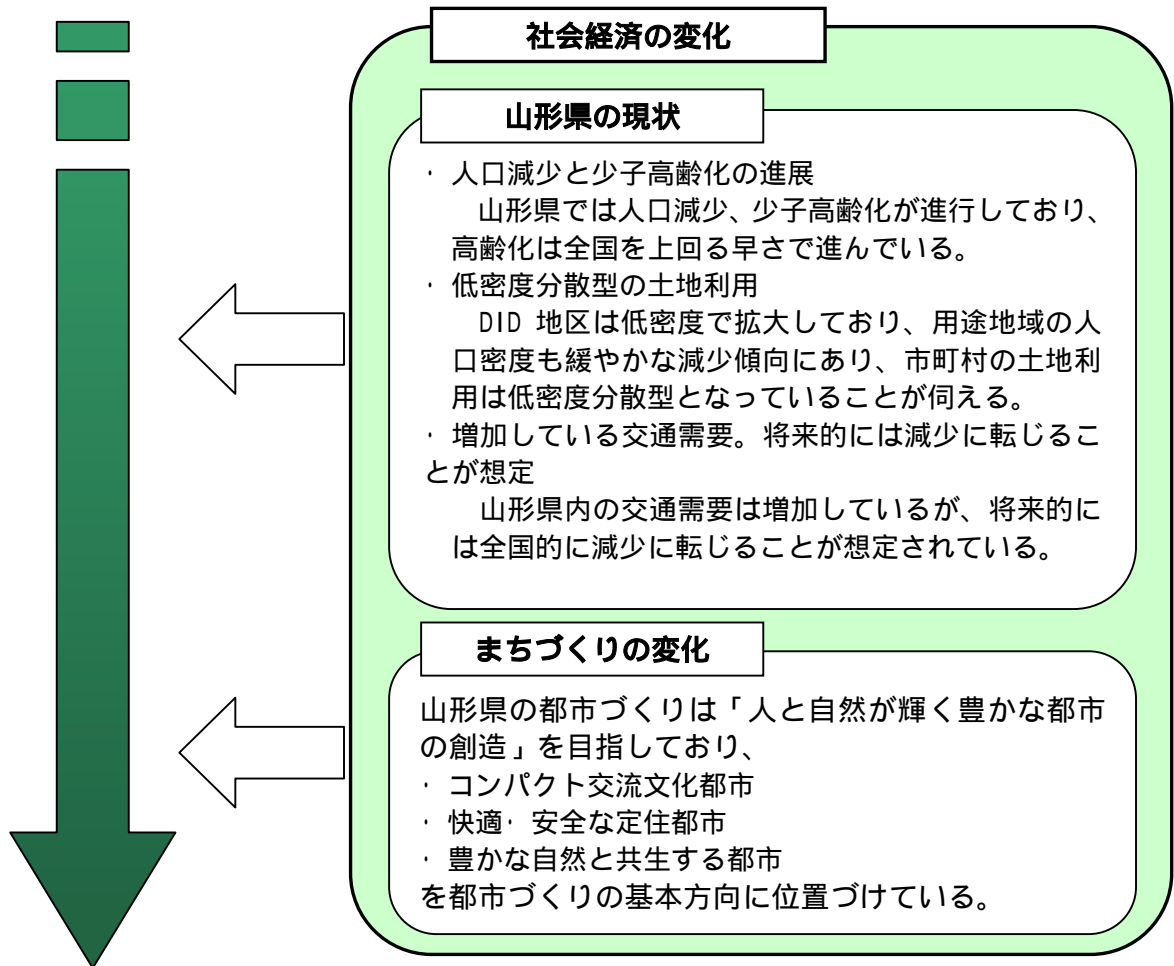 社会経済の変化
山形県の現状
・人口減少と少子高齢化の進展
山形県では人口減少、少子高齢化が進行しており、
高齢化は全国を上回る早さで進んでいる。
・低密度分散型の土地利用
DID 地区は低密度で拡大しており、用途地域の人
口密度も緩やかな減少傾向にあり、市町村の土地利
用は低密度分散型となっていることが伺える。
・増加している交通需要。将来的には減少に転じるこ
とが想定
山形県内の交通需要は増加しているが、将来的に
は全国的に減少に転じることが想定されている。
まちづくりの変化
山形県の都市づくりは「人と自然が輝く豊かな都市
の創造」を目指しており、
・コンパクト交流文化都市
・快適・安全な定住都市
・豊かな自然と共生する都市
を都市づくりの基本方向に位置づけている。